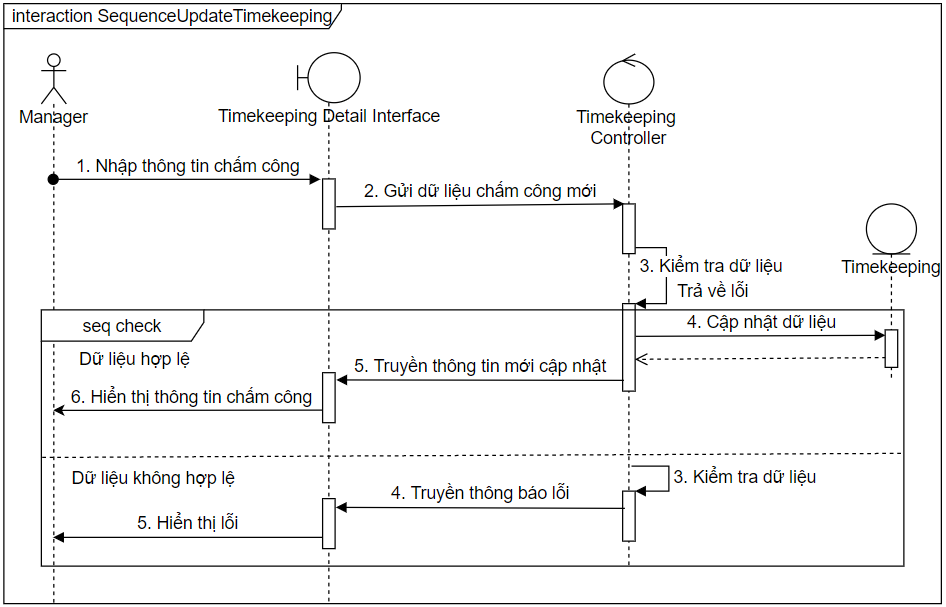 interaction SequenceUpdateTimekeeping
Manager
Timekeeping Detail Interface
Timekeeping
Controller
1. Nhập thông tin chấm công
2. Gửi dữ liệu chấm công mới
Timekeeping
3. Kiểm tra dữ liệu
Trả về lỗi
seq check
4. Cập nhật dữ liệu
Dữ liệu hợp lệ
5. Truyền thông tin mới cập nhật
6. Hiển thị thông tin chấm công
Dữ liệu không hợp lệ
3. Kiểm tra dữ liệu
4. Truyền thông báo lỗi
5. Hiển thị lỗi